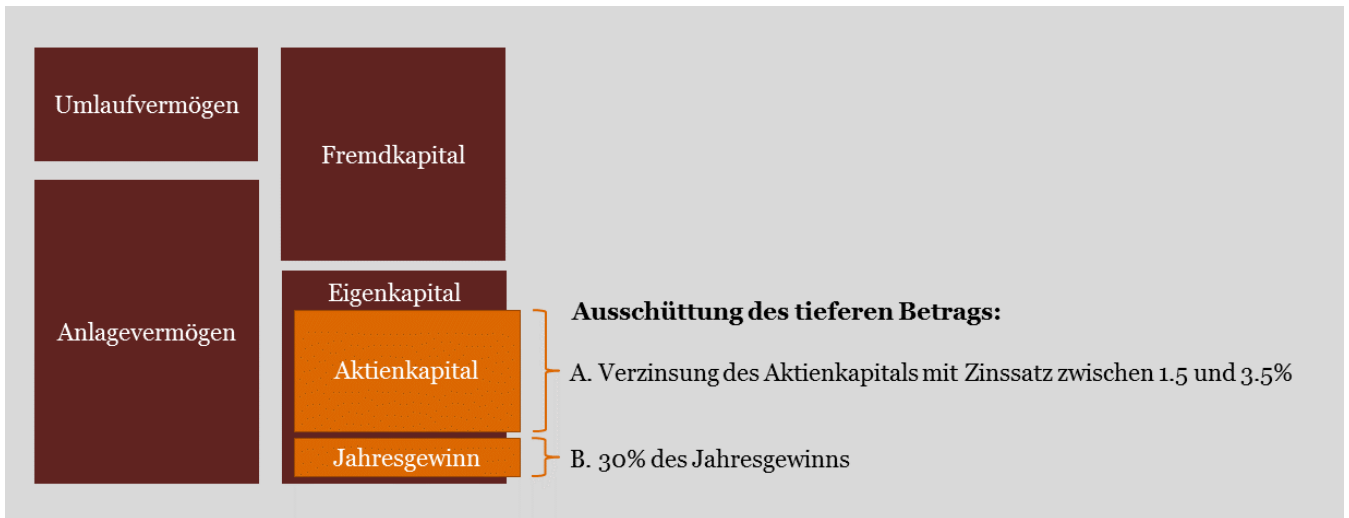 Umlaufvermögen
Anlagevermögen
Fremdkapital
Eigenkapital
Aktienkapital
Jahresgewinn
Ausschüttung des tieferen Betrags:
A. Verzinsung des Aktienkapitals mit Zinssatz zwischen 1.5 und 3.5%
B. 30% des Jahresgewinns